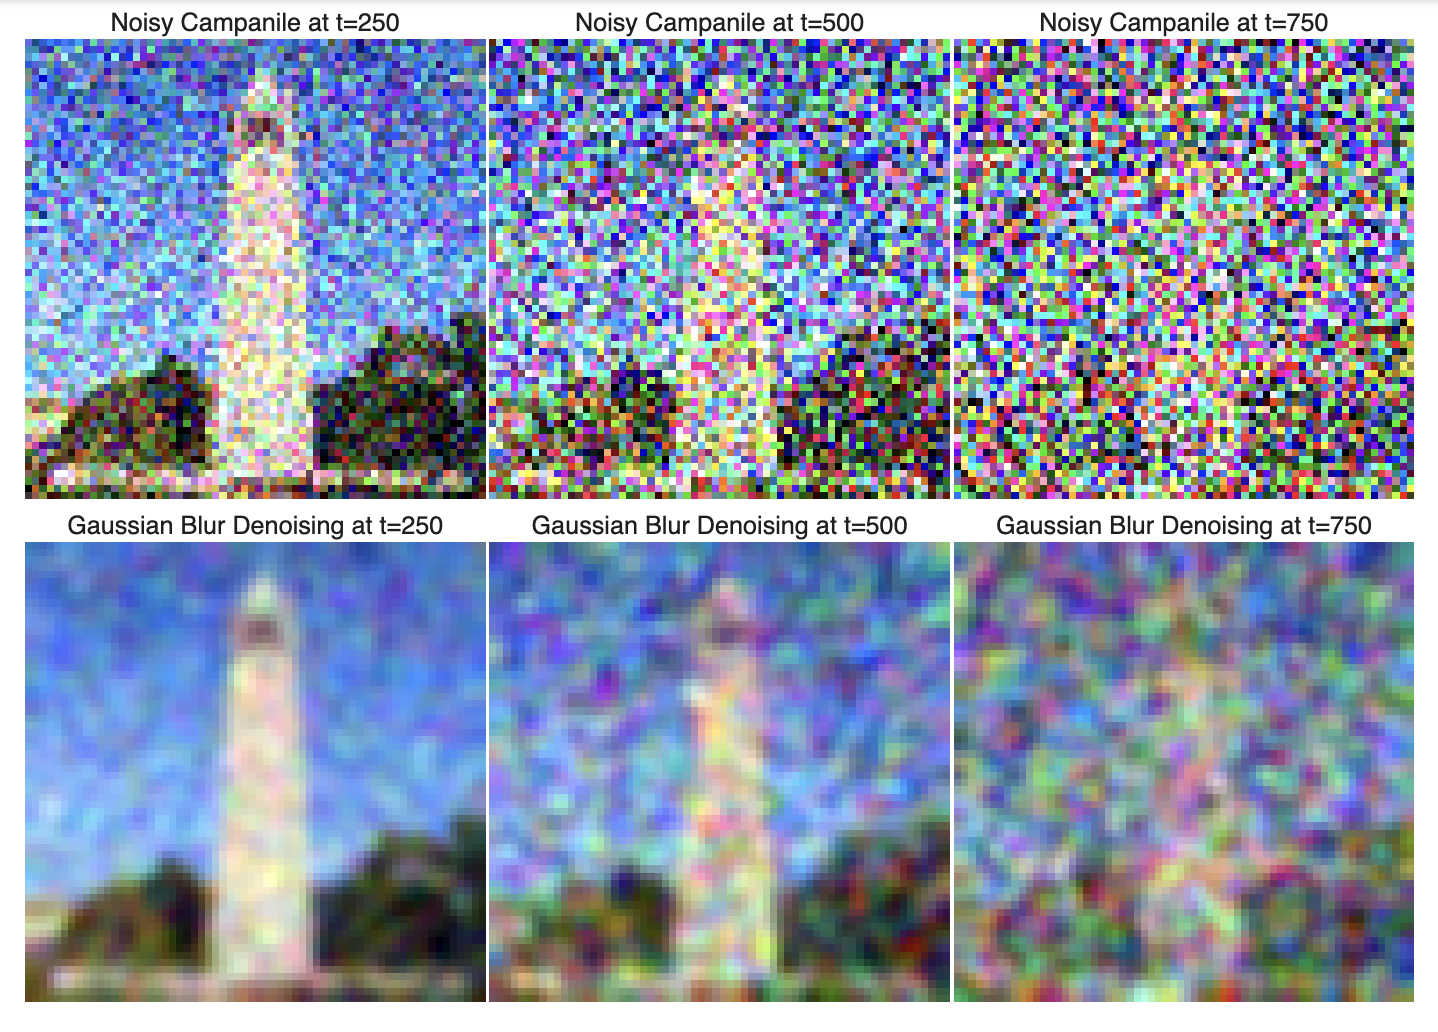 Noisy Campanile at t=250
Noisy Campanile at t=500
Noisy Campanile at t=750
Gaussian Blur Denoising at t=250
Gaussian Blur Denoising at t=500
Gaussian Blur Denoising at t=750